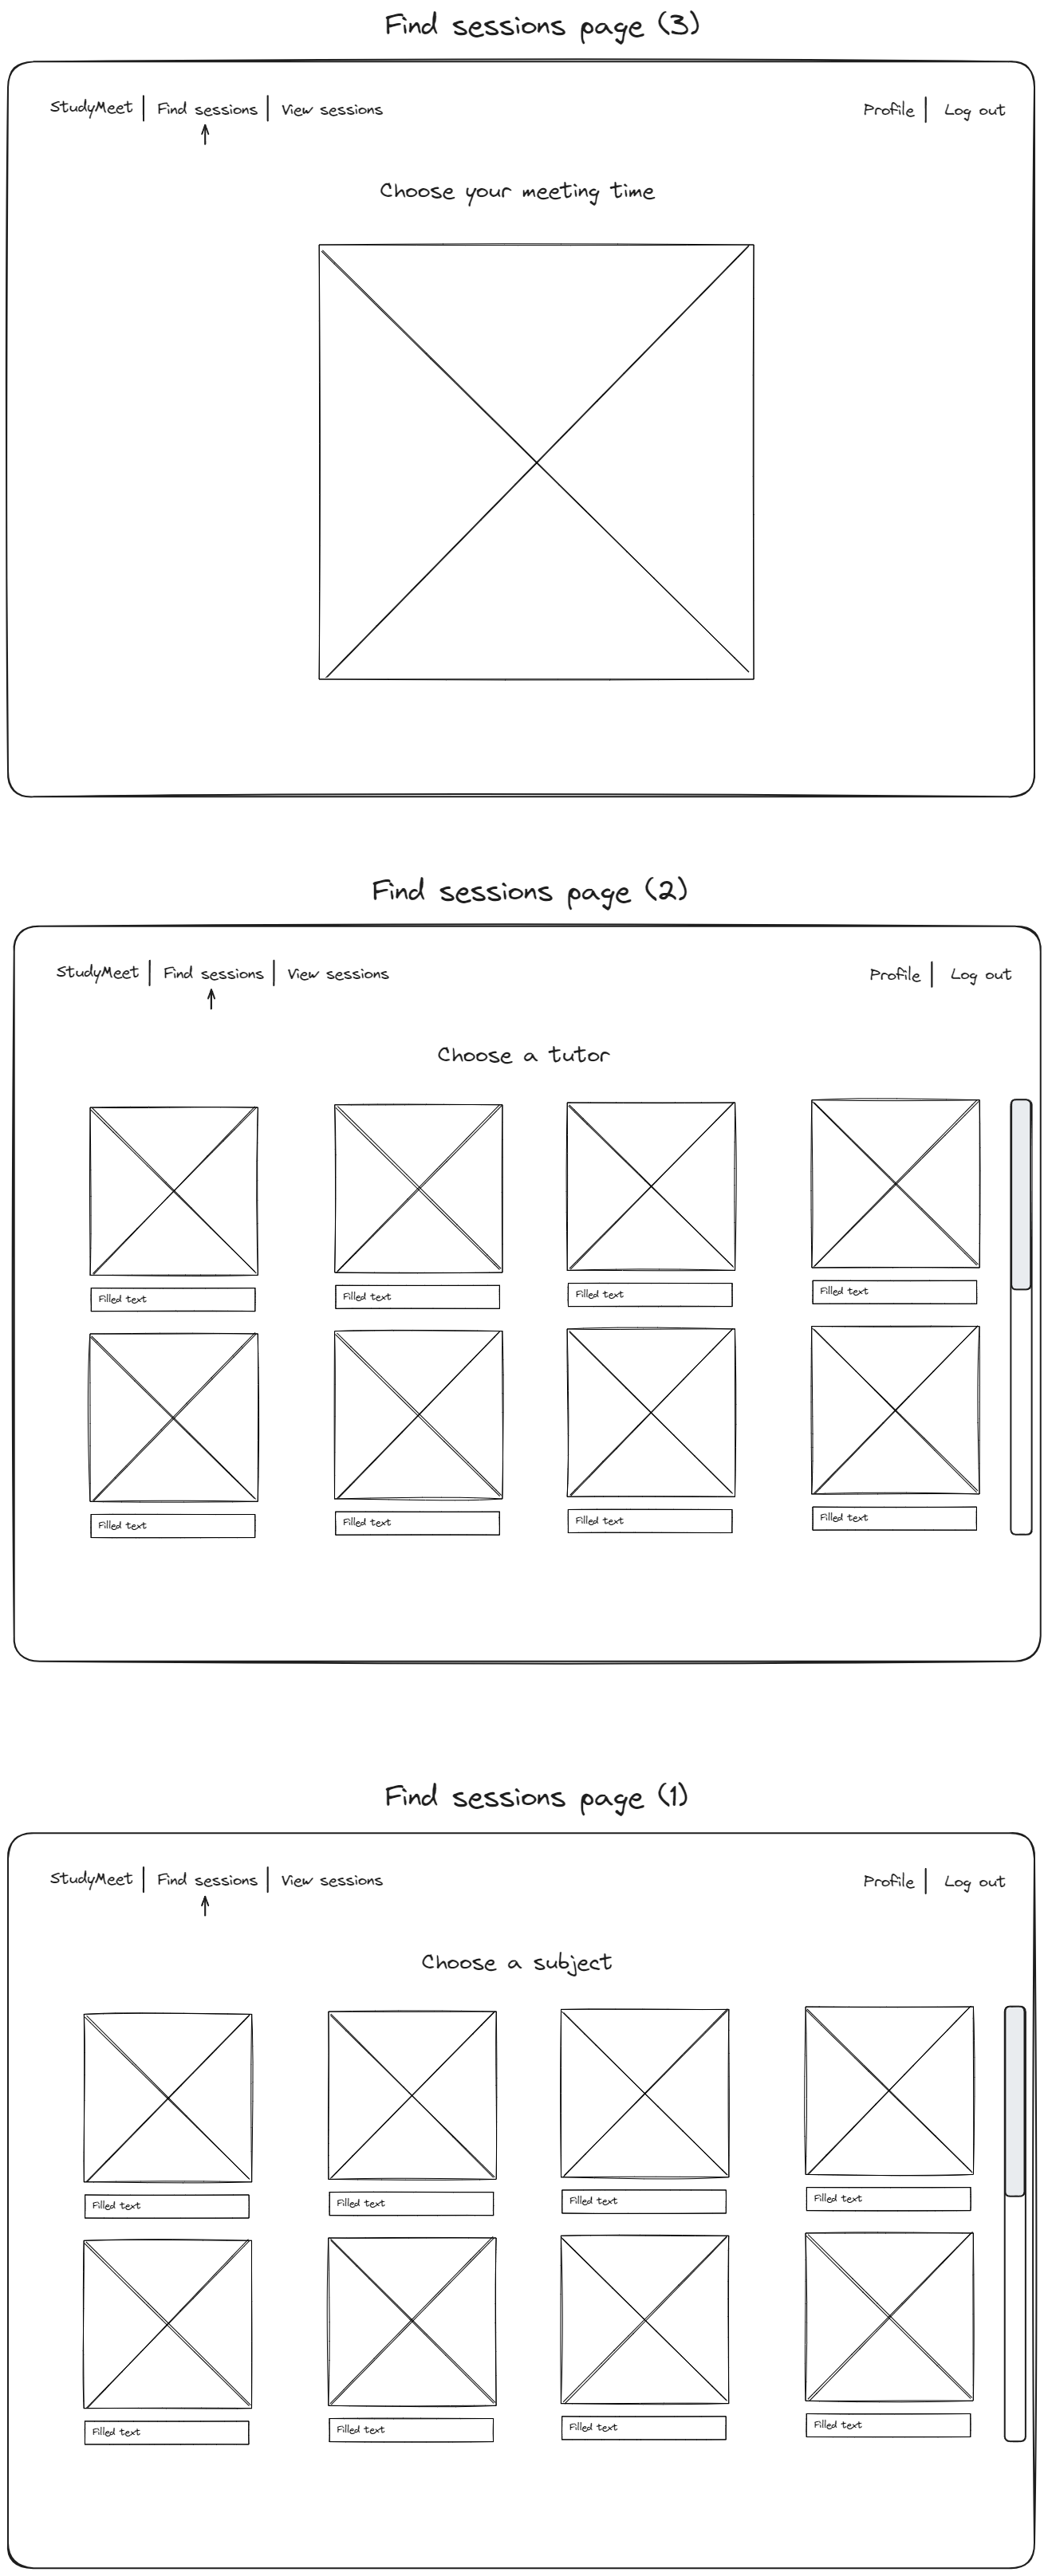 Find sessions page (3)
StudyMeet Find sessions View sessions Profile Log out
Choose your meeting time
Find sessions page (2)
StudyMeet Find sessions View sessions Profile Log out
Choose a tutor
Filled text Filled text Filled text Filled text
Filled text Filled text Filled text Filled text
Find sessions page (1)
StudyMeet Find sessions View sessions Profile Log out
Choose a subject
Filled text Filled text Filled text Filled text
Filled text Filled text Filled text Filled text